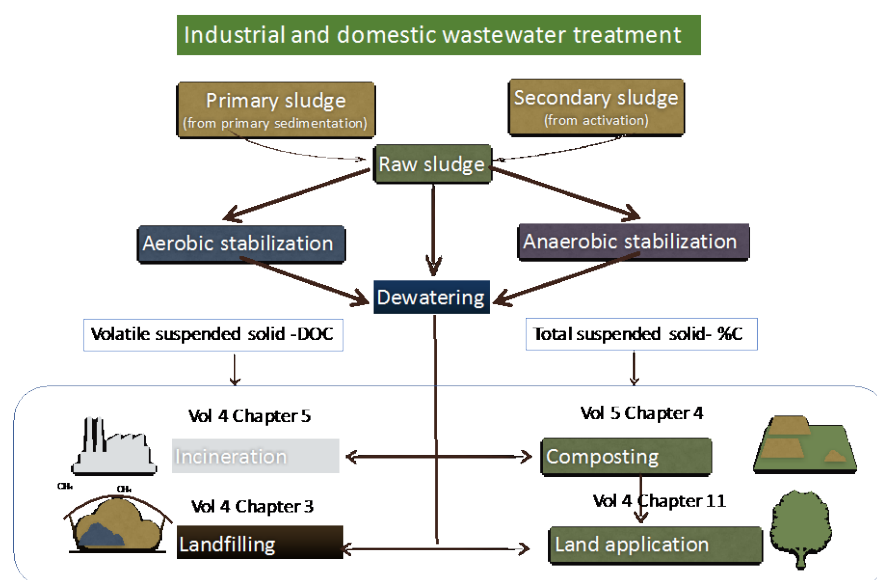 Industrial and domestic wastewater treatment
Primary sludge
(from primary sedimentation)
Secondary sludge
(from activation)
Raw sludge
Aerobic stabilization
Anaerobic stabilization
Dewatering
Volatile suspended solid -DOC
Total suspended solid- %C
Vol 4 Chapter 5
Vol 5 Chapter 4
Incineration
Composting
CH₄
CH₄
Vol 4 Chapter 3
Vol 4 Chapter 11
Landfilling
Land application